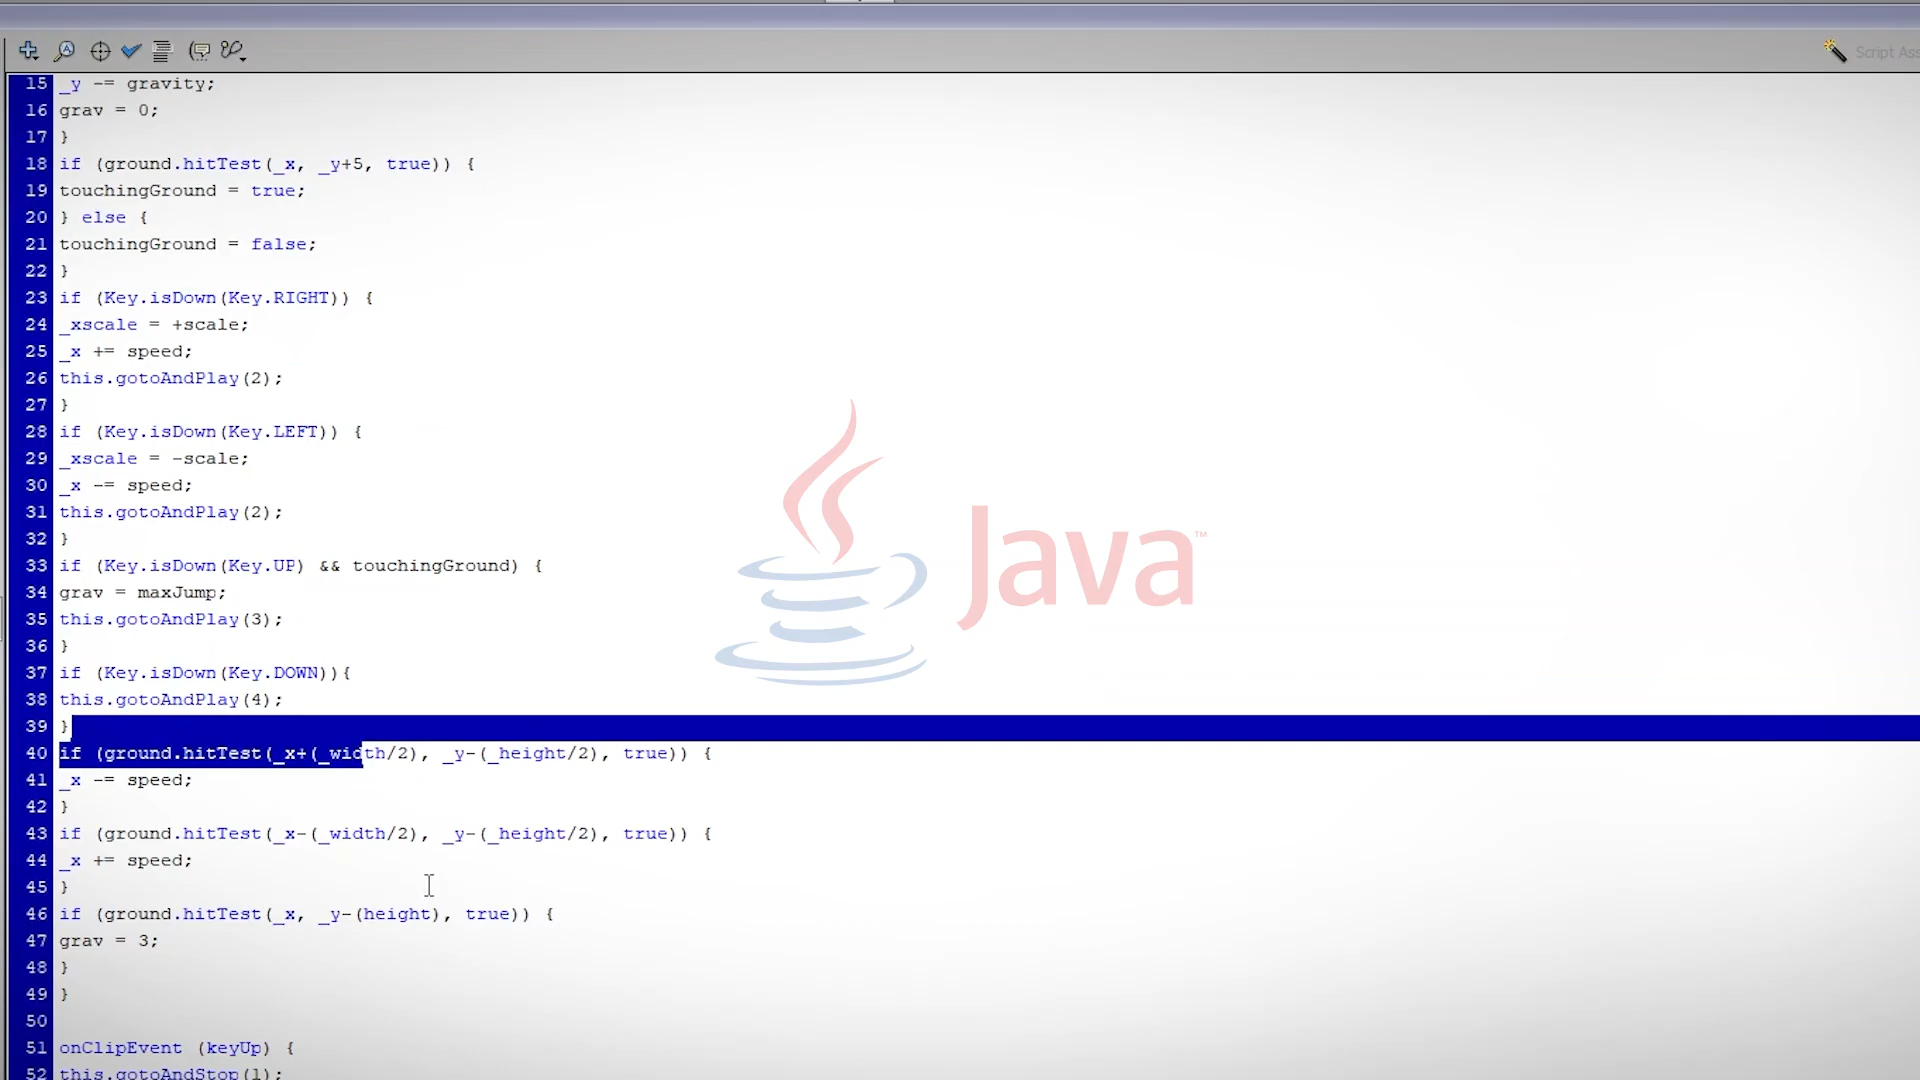 Script Ass
15 _y -= gravity;
16 grav = 0;
17 }
18 if (ground.hitTest(_x, _y+5, true)) {
19 touchingGround = true;
20 } else {
21 touchingGround = false;
22 }
23 if (Key.isDown(Key.RIGHT)) {
24 _xscale = +scale;
25 _x += speed;
26 this.gotoAndPlay(2);
27 }
28 if (Key.isDown(Key.LEFT)) {
29 _xscale = -scale;
30 _x -= speed;
31 this.gotoAndPlay(2);
32 }
33 if (Key.isDown(Key.UP) && touchingGround) {
34 grav = maxJump;
35 this.gotoAndPlay(3);
36 }
37 if (Key.isDown(Key.DOWN)){
38 this.gotoAndPlay(4);
39 }
40 if (ground.hitTest(_x+(_width/2), _y-(_height/2), true)) {
41 _x -= speed;
42 }
43 if (ground.hitTest(_x-(_width/2), _y-(_height/2), true)) {
44 _x += speed;
45 }
46 if (ground.hitTest(_x, _y-(height), true)) {
47 grav = 3;
48 }
49 }
50
51 onClipEvent (keyUp) {
52 this.gotoAndStop(1);
Java™